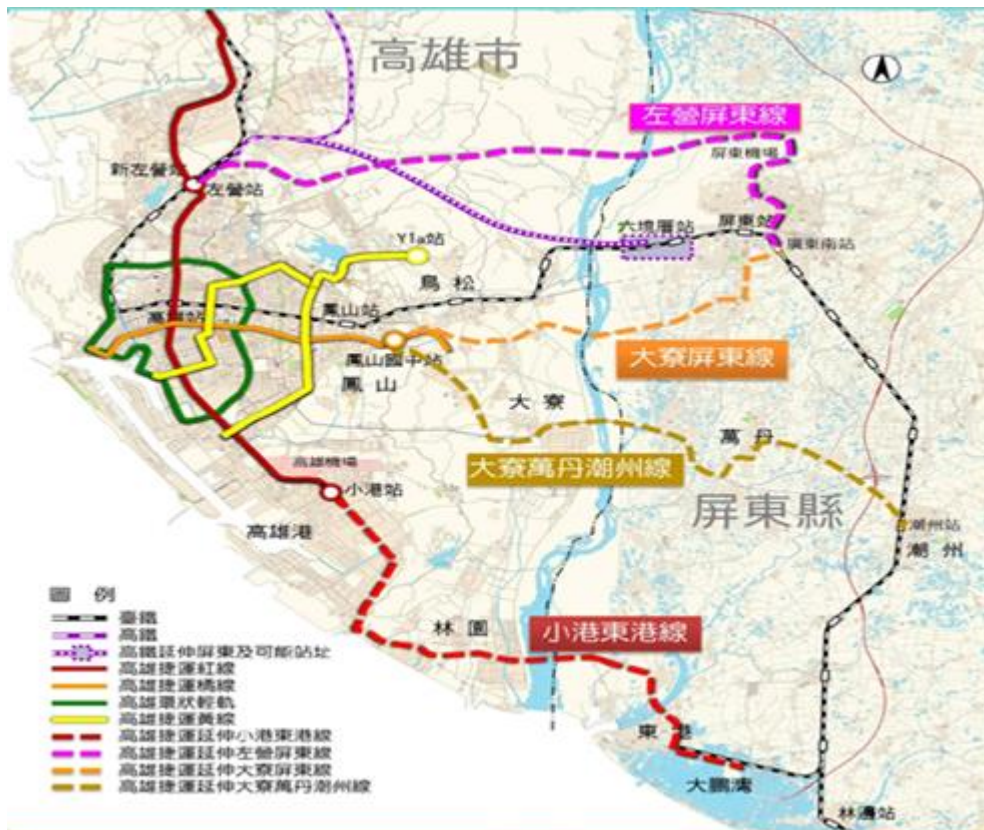 高雄市
左營屏東線
屏東機場
新左營站
左營站
六塊厝站
屏東站
廣東南站
Y1a站
鳥松
鳳山站
高雄站
鳳山國中站
鳳山
大寮屏東線
大寮
萬丹
大寮萬丹潮州線
高雄機場
小港站
屏東縣
高雄港
潮州站
潮州
林園
小港東港線
東港
大鵬灣
林邊站
圖 例
臺鐵
高鐵
高鐵延伸屏東及可能站址
高雄捷運紅線
高雄捷運橘線
高雄環狀輕軌
高雄捷運黃線
高雄捷運延伸小港東港線
高雄捷運延伸左營屏東線
高雄捷運延伸大寮屏東線
高雄捷運延伸大寮萬丹潮州線